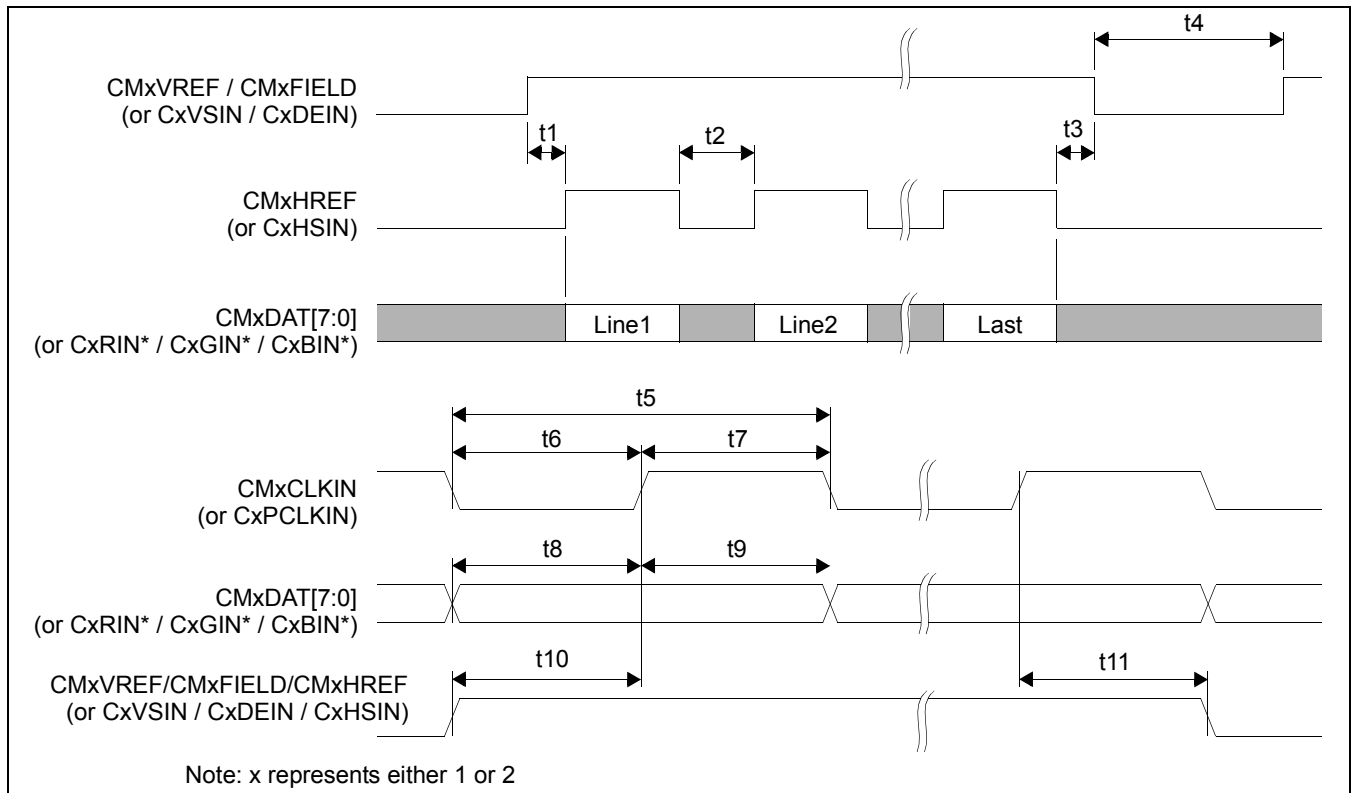 t4
CMxVREF / CMxFIELD
(or CxVSIN / CxDEIN)
t1
t2
t3
CMxHREF
(or CxHSIN)
CMxDAT[7:0]
(or CxRIN* / CxGIN* / CxBIN*)
Line1
Line2
Last
t5
t6
t7
CMxCLKIN
(or CxPCLKIN)
t8
t9
CMxDAT[7:0]
(or CxRIN* / CxGIN* / CxBIN*)
t10
t11
CMxVREF/CMxFIELD/CMxHREF
(or CxVSIN / CxDEIN / CxHSIN)
Note: x represents either 1 or 2